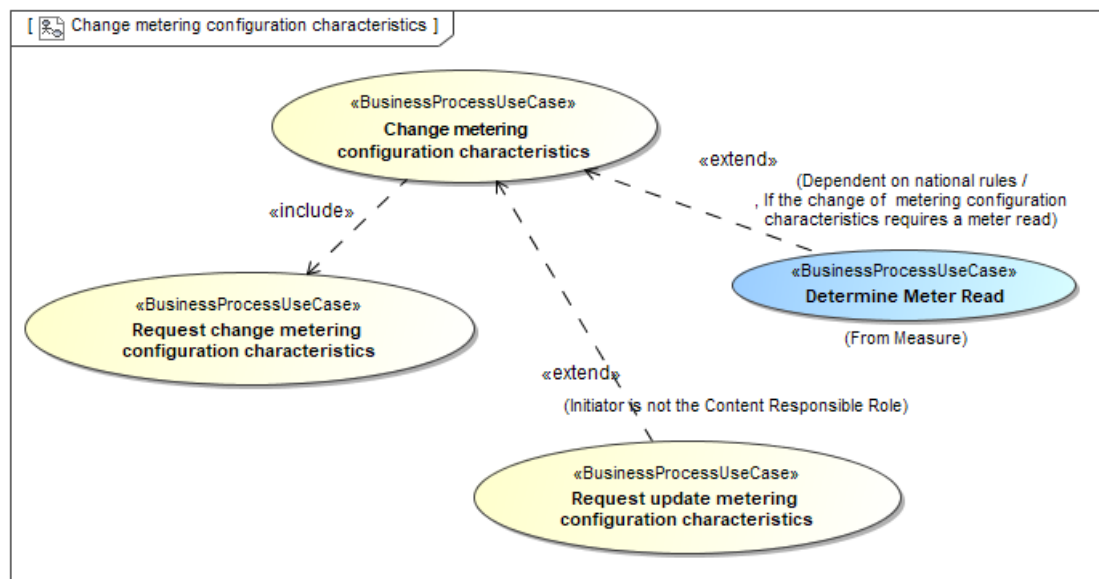 [ Change metering configuration characteristics ]
«BusinessProcessUseCase»
Change metering
configuration characteristics
«extend»
(Dependent on national rules /
, If the change of metering configuration
characteristics requires a meter read)
«include»
«BusinessProcessUseCase»
Determine Meter Read
(From Measure)
«BusinessProcessUseCase»
Request change metering
configuration characteristics
«extend»
(Initiator is not the Content Responsible Role)
«BusinessProcessUseCase»
Request update metering
configuration characteristics